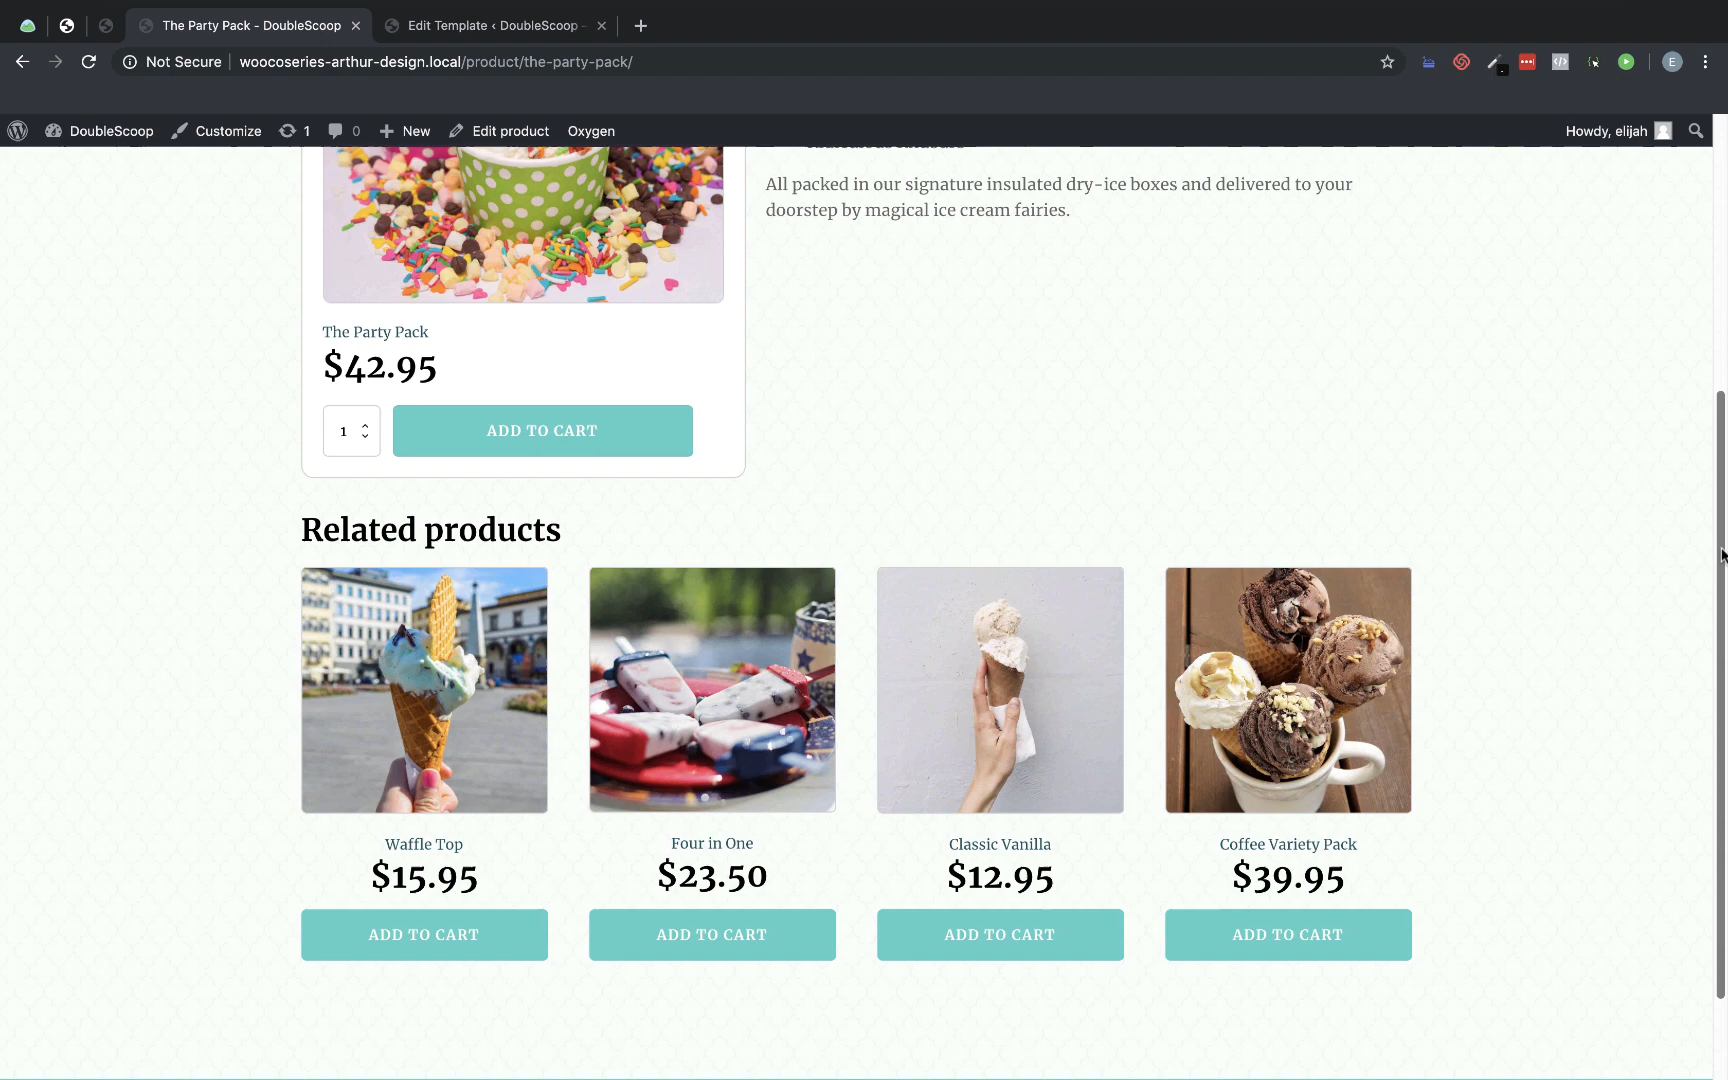 The Party Pack - DoubleScoop
Edit Template ‹ DoubleScoop -
Not Secure
woocoseries-arthur-design.local/product/the-party-pack/
E
DoubleScoop
Customize
1
0
New
Edit product
Oxygen
Howdy, elijah
All packed in our signature insulated dry-ice boxes and delivered to your
doorstep by magical ice cream fairies.
The Party Pack
$42.95
1
ADD TO CART
Related products
Waffle Top
Four in One
Classic Vanilla
Coffee Variety Pack
$15.95
$23.50
$12.95
$39.95
ADD TO CART
ADD TO CART
ADD TO CART
ADD TO CART